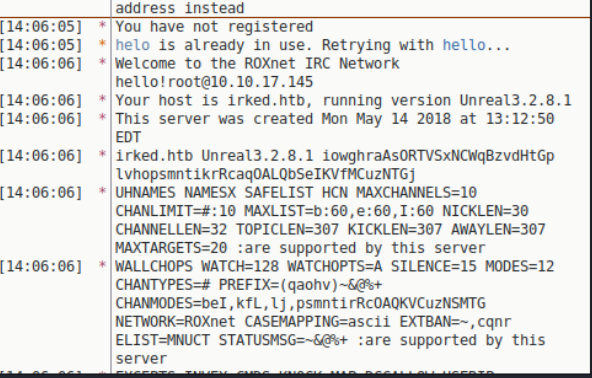 address instead
[14:06:05] * You have not registered
[14:06:05] * helo is already in use. Retrying with hello...
[14:06:06] * Welcome to the ROXnet IRC Network
hello!root@10.10.17.145
[14:06:06] * Your host is irked.htb, running version Unreal3.2.8.1
[14:06:06] * This server was created Mon May 14 2018 at 13:12:50
EDT
[14:06:06] * irked.htb Unreal3.2.8.1 iowghraAsORTVSxNCWqBzvdHtGp
lvhopsmntikrRcaqOALQbSeIKVfMCuzNTGj
[14:06:06] * UHNAMES NAMESX SAFELIST HCN MAXCHANNELS=10
CHANLIMIT=#:10 MAXLIST=b:60,e:60,I:60 NICKLEN=30
CHANNELLEN=32 TOPICLEN=307 KICKLEN=307 AWAYLEN=307
MAXTARGETS=20 :are supported by this server
[14:06:06] * WALLCHOPS WATCH=128 WATCHOPTS=A SILENCE=15 MODES=12
CHANTYPES=# PREFIX=(qaohv)~&@%+
CHANMODES=beI,kfL,lj,psmntirRcOAQKVCuzNSMTG
NETWORK=ROXnet CASEMAPPING=ascii EXTBAN=~,cqnr
ELIST=MNUCT STATUSMSG=~&@%+ :are supported by this
server